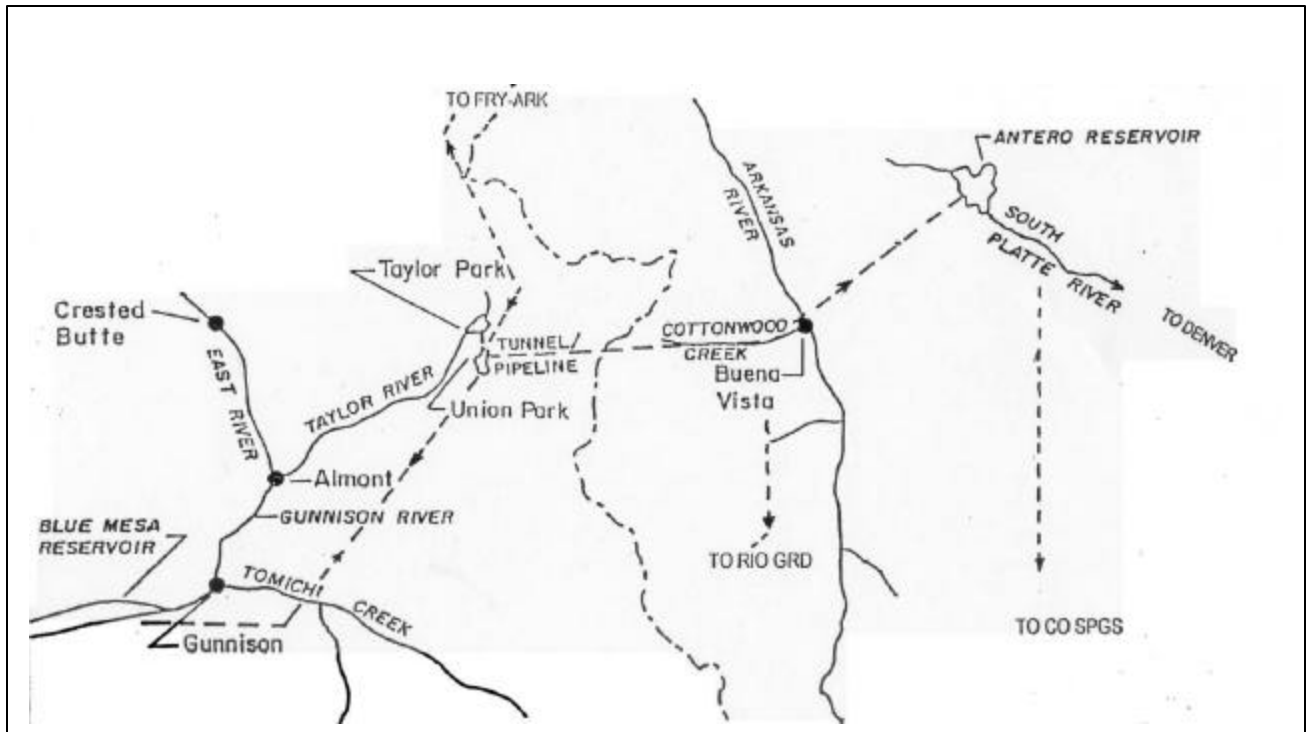 TO FRY-ARK
ANTERO RESERVOIR
ARKANSAS
RIVER
SOUTH
PLATTE RIVER
TO DENVER
Taylor Park
Crested
Butte
EAST RIVER
TAYLOR RIVER
TUNNEL/
PIPELINE
COTTONWOOD
CREEK
Buena
Vista
Union Park
Almont
GUNNISON RIVER
BLUE MESA
RESERVOIR
TOMICHI
CREEK
Gunnison
TO RIO GRD
TO CO SPGS